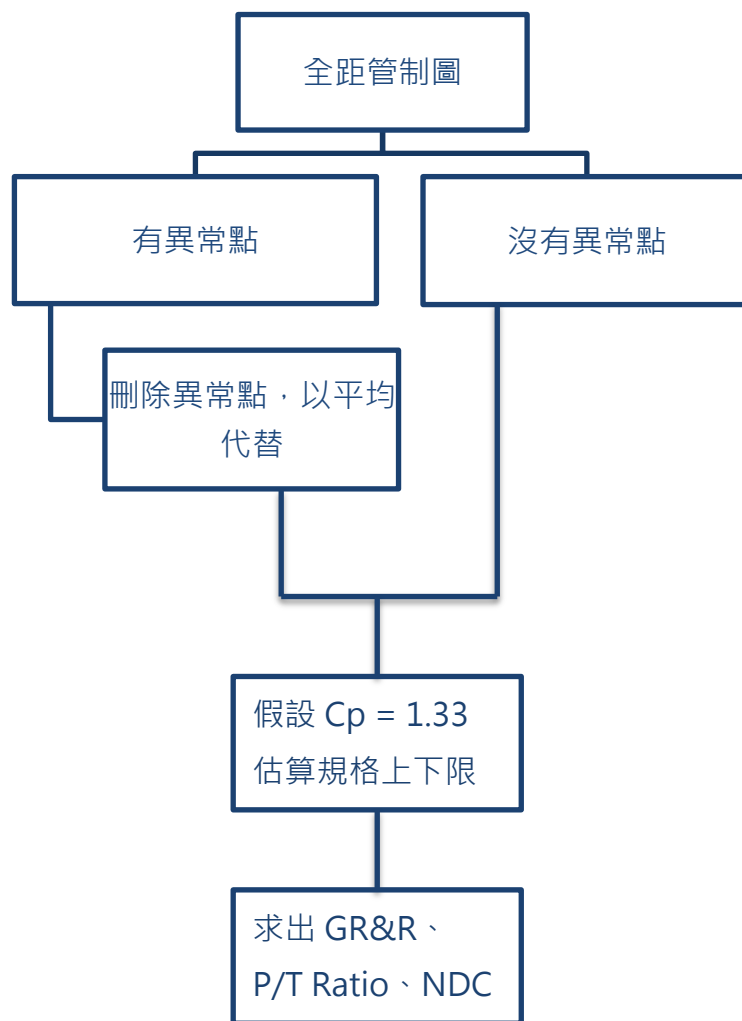 全距管制圖
有異常點
沒有異常點
刪除異常點，以平均
代替
假設 Cp = 1.33
估算規格上下限
求出 GR&R、
P/T Ratio、NDC